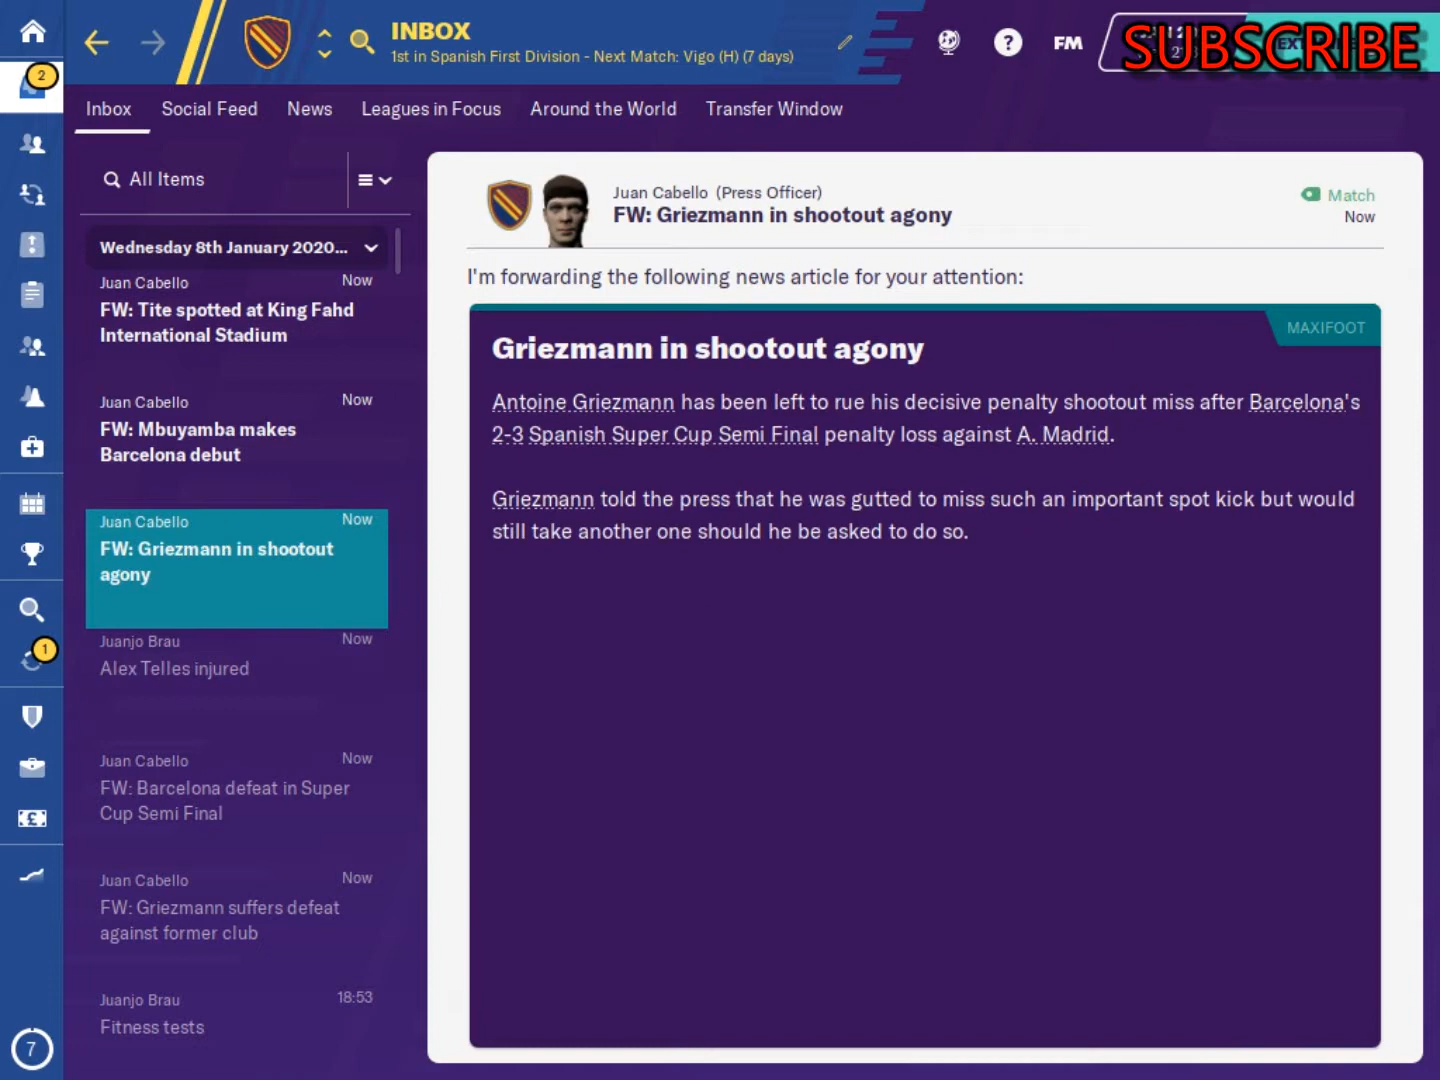 INBOX
1st in Spanish First Division - Next Match: Vigo (H) (7 days)
FM
SUBSCRIBE
2
Inbox
Social Feed
News
Leagues in Focus
Around the World
Transfer Window
All Items
Wednesday 8th January 2020...
Juan Cabello
Now
FW: Tite spotted at King Fahd
International Stadium
Juan Cabello
Now
FW: Mbuyamba makes
Barcelona debut
Juan Cabello
Now
FW: Griezmann in shootout
agony
Juanjo Brau
Now
Alex Telles injured
Juan Cabello
Now
FW: Barcelona defeat in Super
Cup Semi Final
Juan Cabello
Now
FW: Griezmann suffers defeat
against former club
Juanjo Brau
18:53
Fitness tests
1
7
Juan Cabello (Press Officer)
FW: Griezmann in shootout agony
Match
Now
I'm forwarding the following news article for your attention:
MAXIFOOT
Griezmann in shootout agony
Antoine Griezmann has been left to rue his decisive penalty shootout miss after Barcelona's
2-3 Spanish Super Cup Semi Final penalty loss against A. Madrid.
Griezmann told the press that he was gutted to miss such an important spot kick but would
still take another one should he be asked to do so.